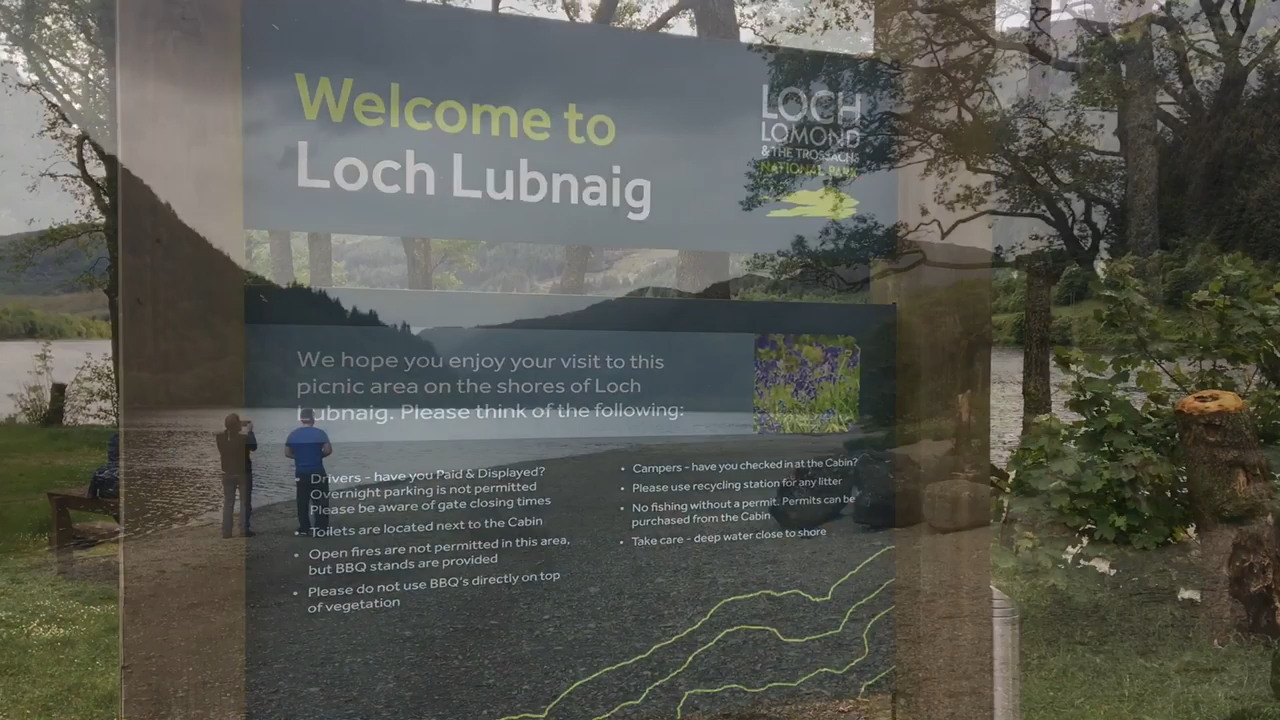 Welcome to
Loch Lubnaig
LOCH
LOMOND
& THE TROSSACHS
NATIONAL PARK
We hope you enjoy your visit to this
picnic area on the shores of Loch
Lubnaig. Please think of the following:
• Drivers - have you Paid & Displayed?
Overnight parking is not permitted
Please be aware of gate closing times
• Toilets are located next to the Cabin
• Open fires are not permitted in this area,
but BBQ stands are provided
• Please do not use BBQ's directly on top
of vegetation
• Campers - have you checked in at the Cabin?
• Please use recycling station for any litter
• No fishing without a permit. Permits can be
purchased from the Cabin
• Take care - deep water close to shore